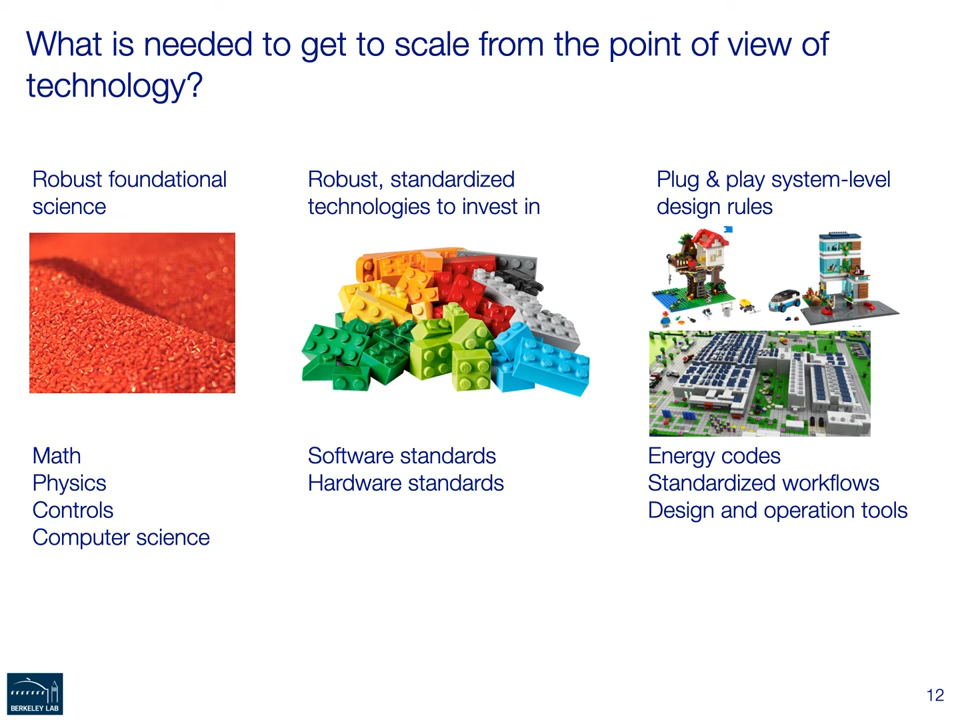 What is needed to get to scale from the point of view of
technology?
Robust foundational
science
Robust, standardized
technologies to invest in
Plug & play system-level
design rules
Math
Physics
Controls
Computer science
Software standards
Hardware standards
Energy codes
Standardized workflows
Design and operation tools
BERKELEY LAB
12